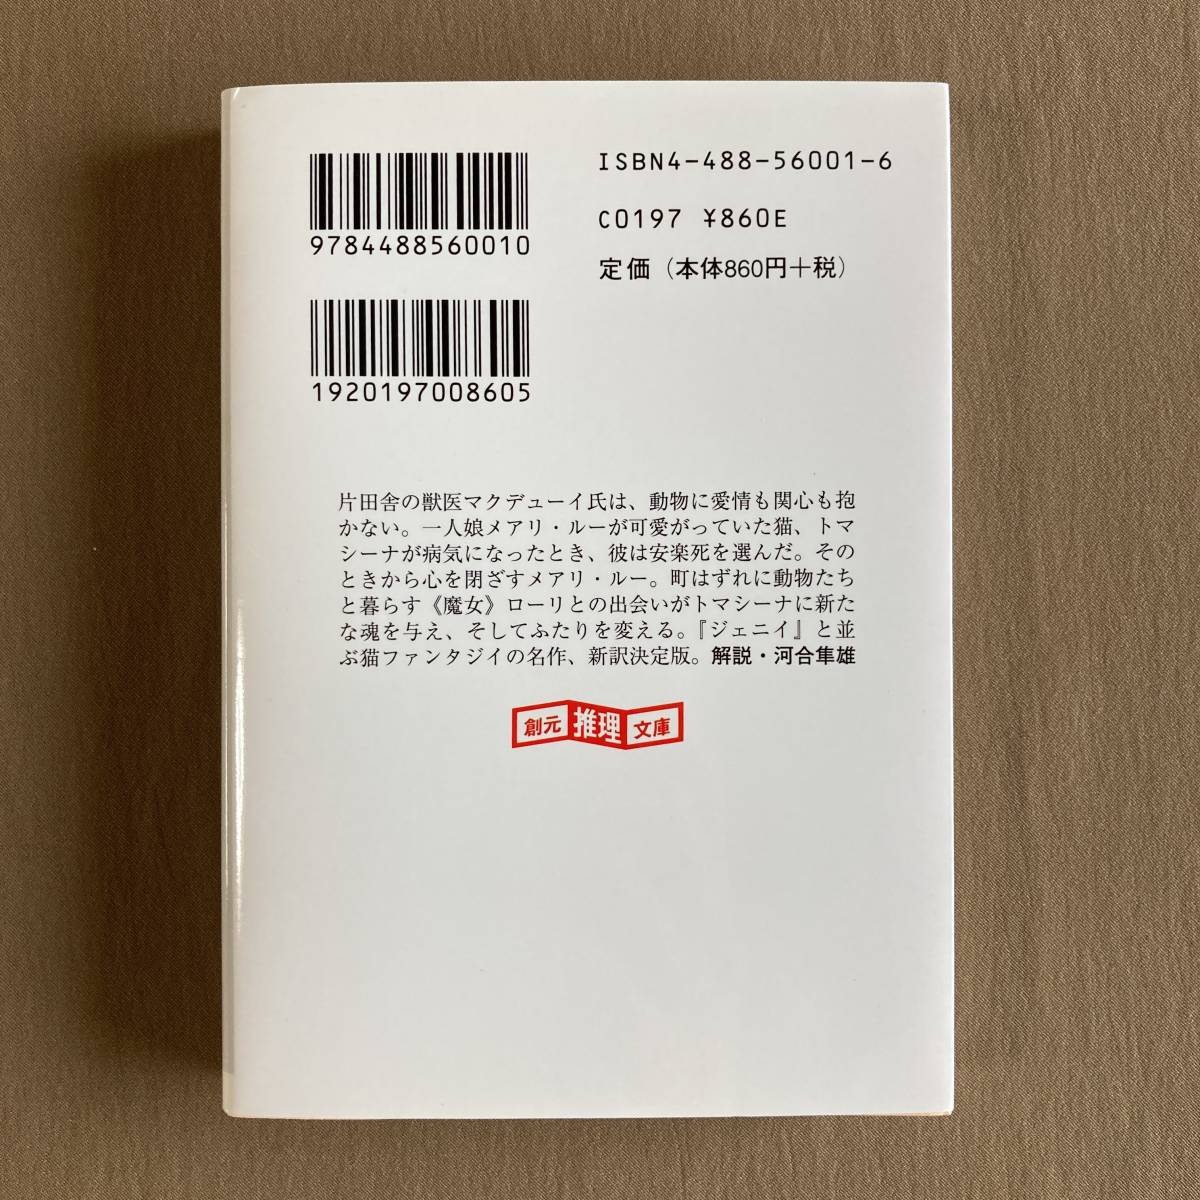 ISBN4-488-56001-6
9784488560010
C0197 ¥860E
定価（本体860円＋税）
1920197008605
片田舎の獣医マクデューイ氏は、動物に愛情も関心も抱
かない。一人娘メアリ・ルーが可愛がっていた猫、トマ
シーナが病気になったとき、彼は安楽死を選んだ。その
ときから心を閉ざすメアリ・ルー。町はずれに動物たち
と暮らす《魔女》ローリとの出会いがトマシーナに新た
な魂を与え、そしてふたりを変える。『ジェニイ』と並
ぶ猫ファンタジイの名作、新訳決定版。解説・河合隼雄
創元推理文庫